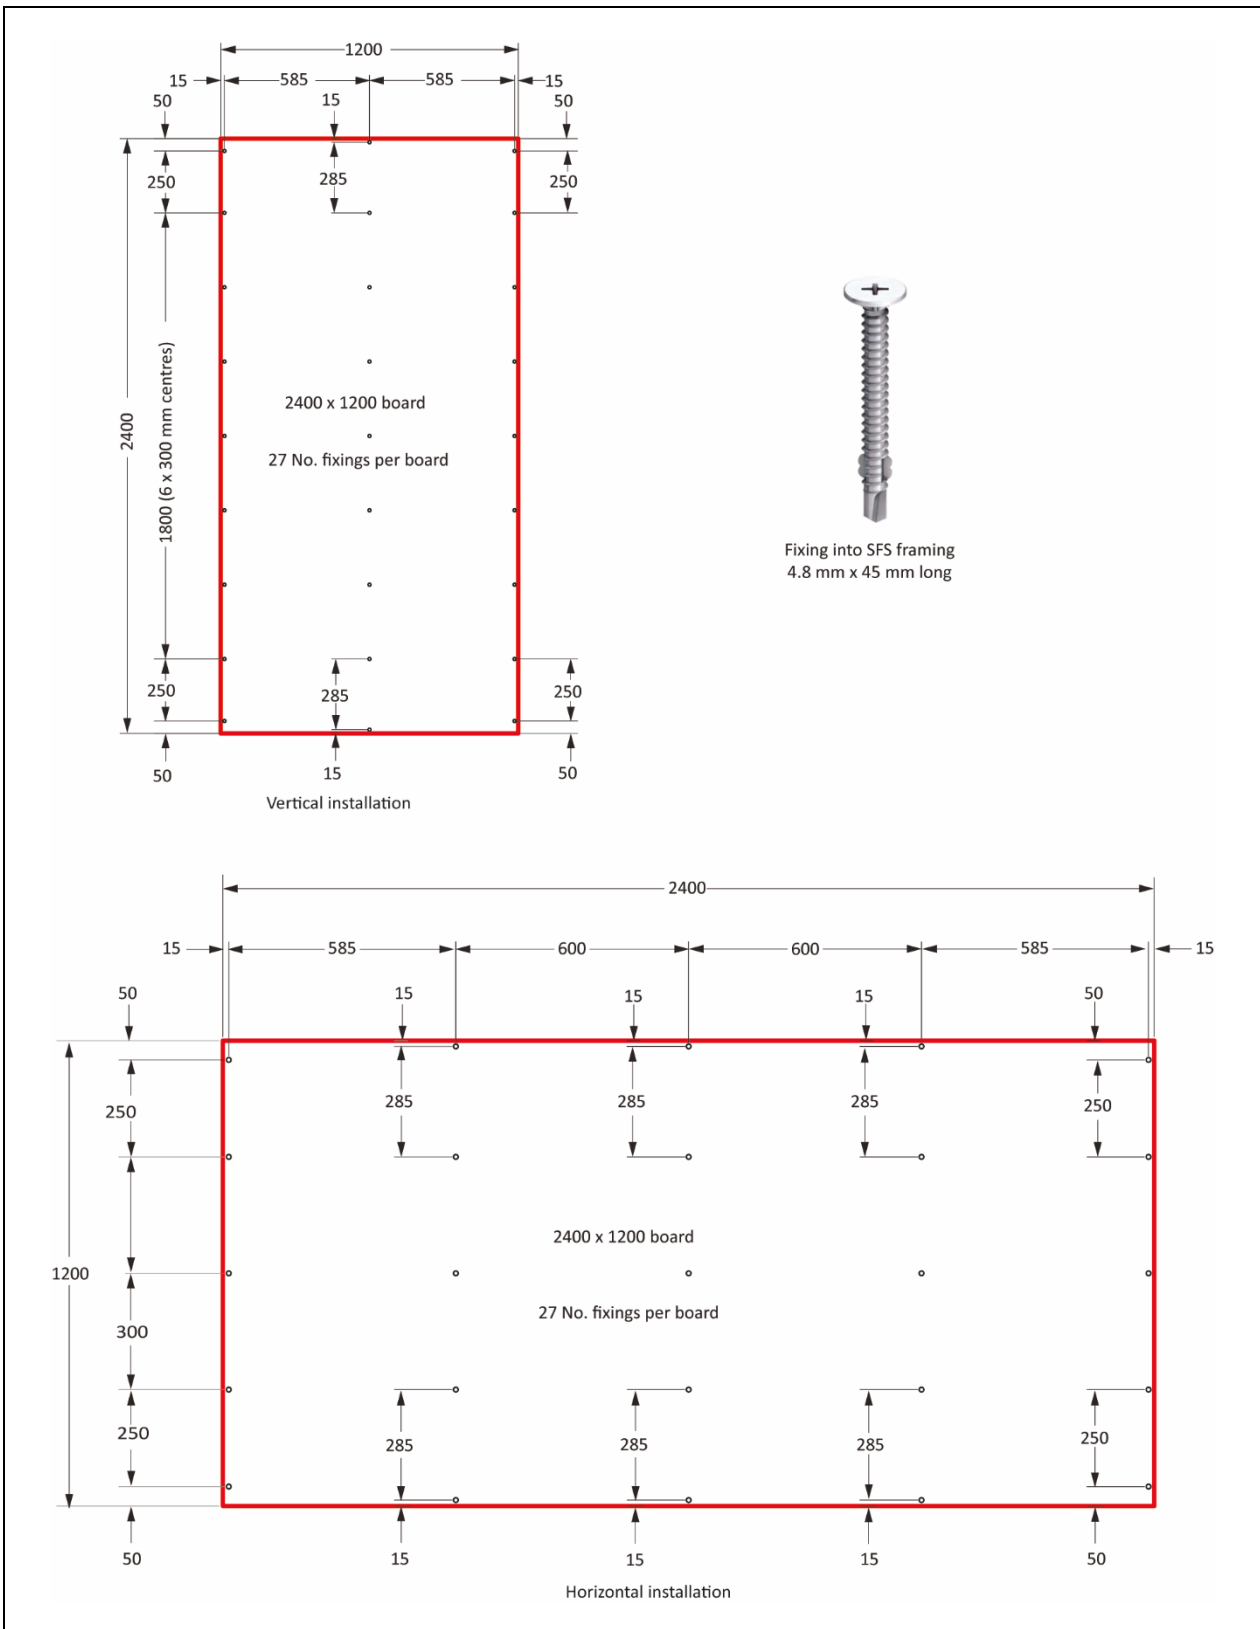 1200
15 585 585 15
50 15 50
250 285 250
2400
1800 (6 x 300 mm centres)
2400 x 1200 board
27 No. fixings per board
250 285 250
50 15 50
Vertical installation
Fixing into SFS framing
4.8 mm x 45 mm long
2400
15 585 600 600 585 15
50 15 15 15 50
250 285 285 285 250
2400 x 1200 board
1200
27 No. fixings per board
300
250 285 285 285 250
50 15 15 15 50
Horizontal installation